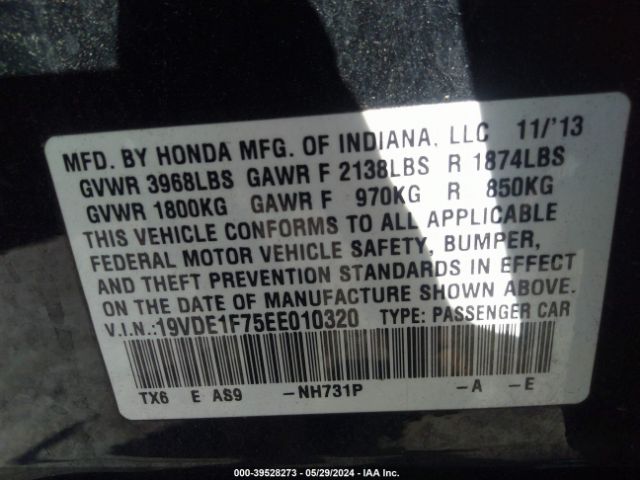 MFD. BY HONDA MFG. OF INDIANA, LLC 11/'13
GVWR 3968LBS GAWR F 2138LBS R 1874LBS
GVWR 1800KG GAWR F 970KG R 850KG
THIS VEHICLE CONFORMS TO ALL APPLICABLE
FEDERAL MOTOR VEHICLE SAFETY, BUMPER,
AND THEFT PREVENTION STANDARDS IN EFFECT
ON THE DATE OF MANUFACTURE SHOWN ABOVE.
V.I.N.:19VDE1F75EE010320 TYPE: PASSENGER CAR
TX6 E AS9 -NH731P -A -E
000-39528273 - 05/29/2024 - IAA Inc.